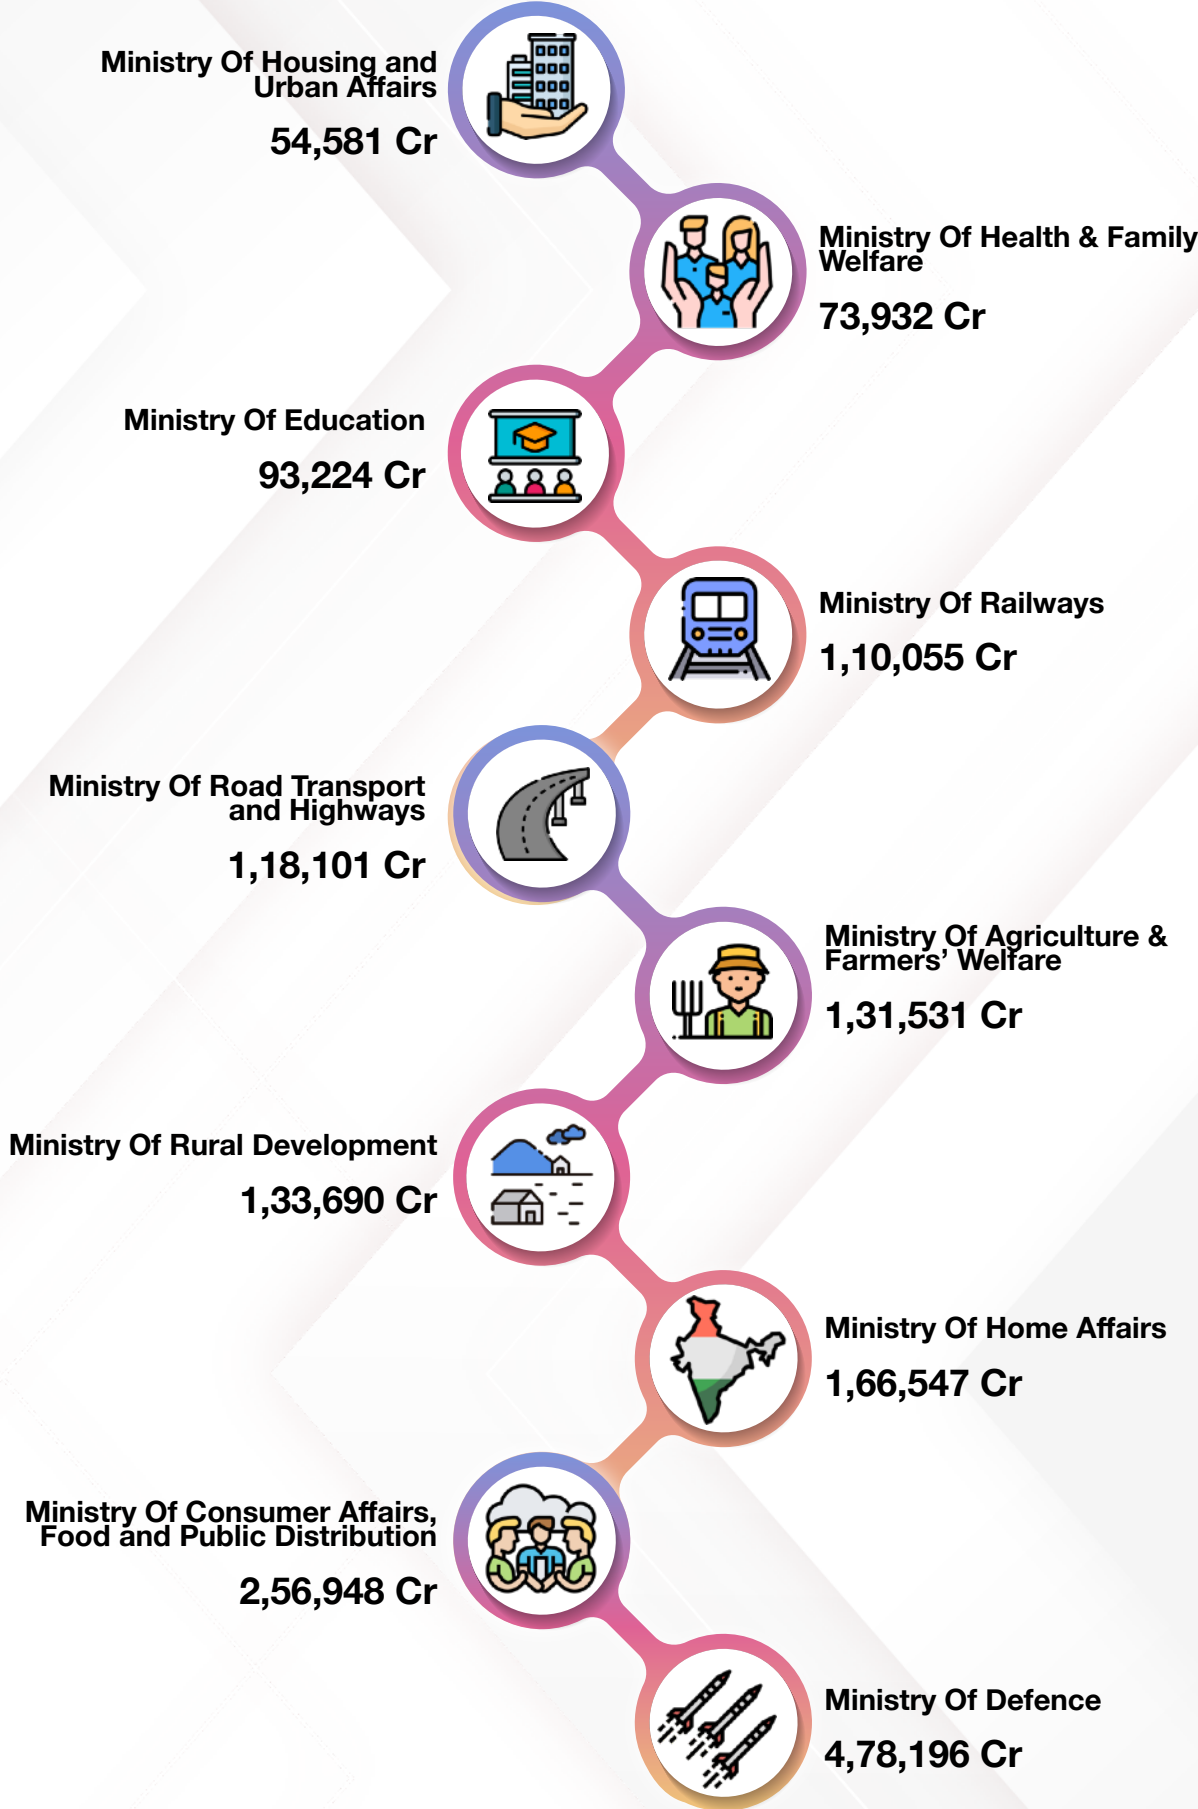 Ministry Of Housing and
Urban Affairs
54,581 Cr
Ministry Of Health & Family
Welfare
73,932 Cr
Ministry Of Education
93,224 Cr
Ministry Of Railways
1,10,055 Cr
Ministry Of Road Transport
and Highways
1,18,101 Cr
Ministry Of Agriculture &
Farmers’ Welfare
1,31,531 Cr
Ministry Of Rural Development
1,33,690 Cr
Ministry Of Home Affairs
1,66,547 Cr
Ministry Of Consumer Affairs,
Food and Public Distribution
2,56,948 Cr
Ministry Of Defence
4,78,196 Cr